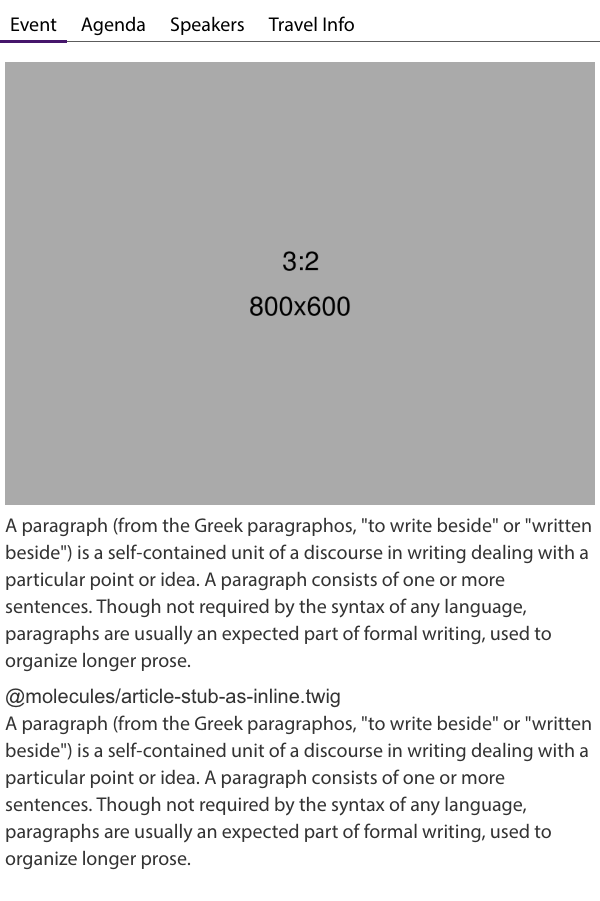 Event Agenda Speakers Travel Info
3:2
800x600
A paragraph (from the Greek paragraphos, "to write beside" or "written
beside") is a self-contained unit of a discourse in writing dealing with a
particular point or idea. A paragraph consists of one or more
sentences. Though not required by the syntax of any language,
paragraphs are usually an expected part of formal writing, used to
organize longer prose.
@molecules/article-stub-as-inline.twig
A paragraph (from the Greek paragraphos, "to write beside" or "written
beside") is a self-contained unit of a discourse in writing dealing with a
particular point or idea. A paragraph consists of one or more
sentences. Though not required by the syntax of any language,
paragraphs are usually an expected part of formal writing, used to
organize longer prose.